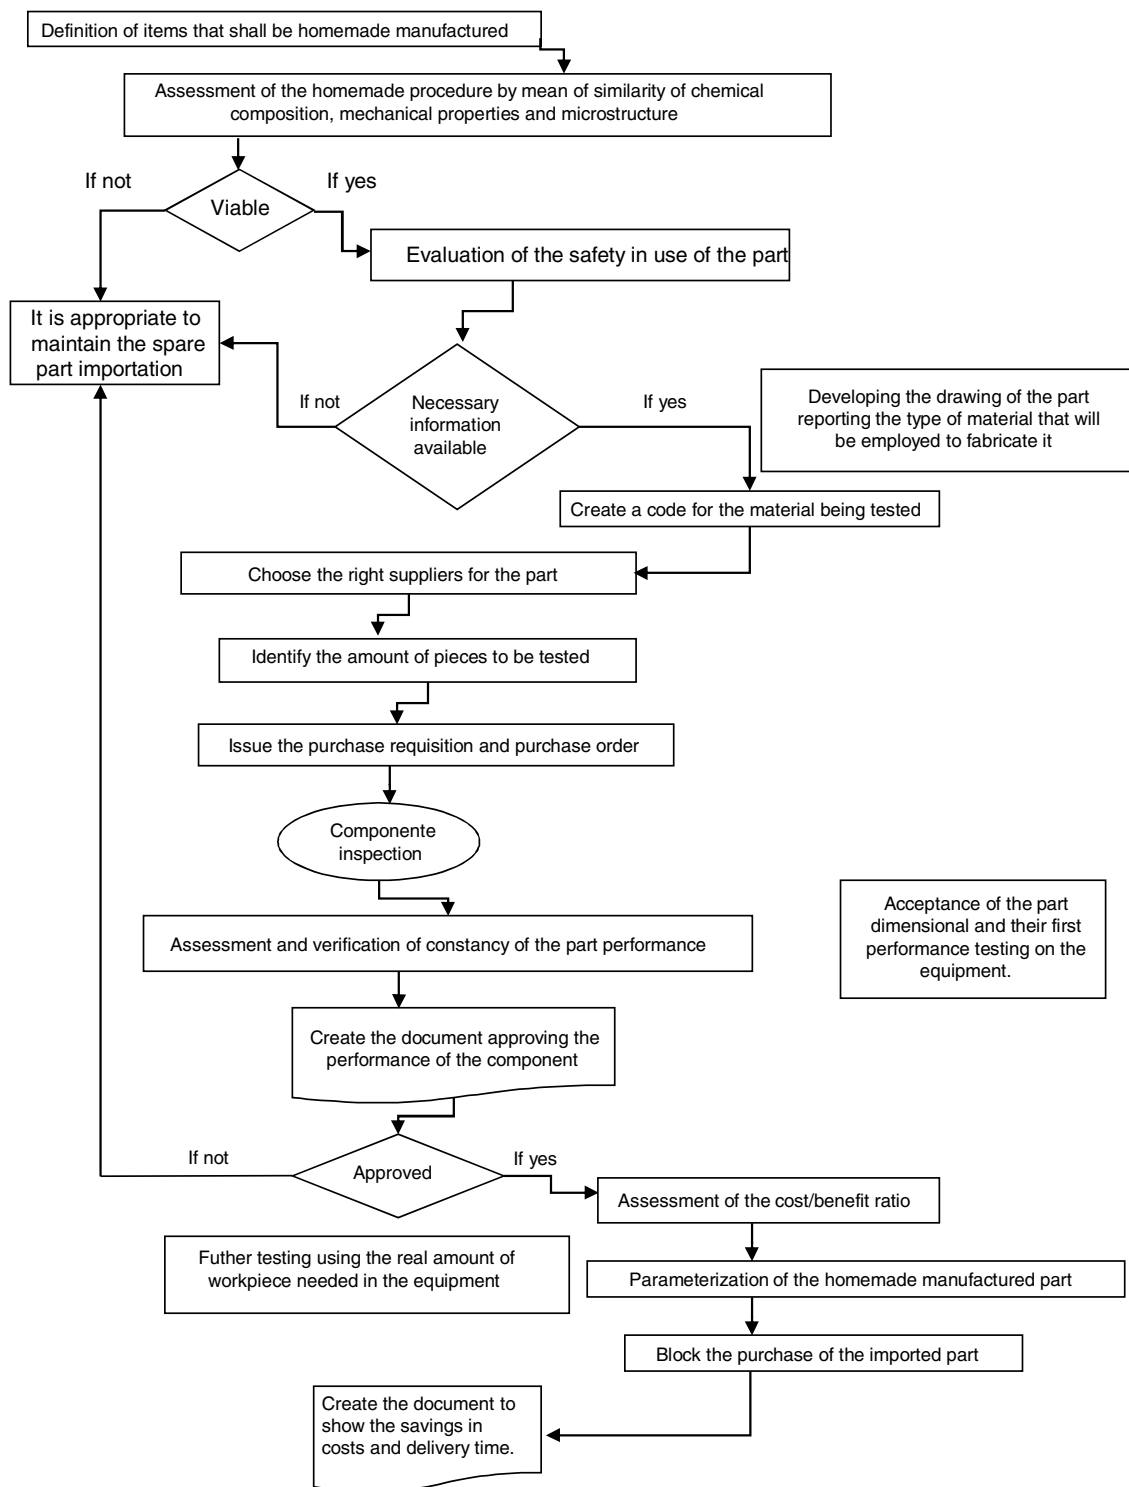 Definition of items that shall be homemade manufactured
Assessment of the homemade procedure by mean of similarity of chemical
composition, mechanical properties and microstructure
If not
If yes
Viable
Evaluation of the safety in use of the part
It is appropriate to
maintain the spare
part importation
If not
Necessary
information
available
If yes
Developing the drawing of the part
reporting the type of material that will
be employed to fabricate it
Create a code for the material being tested
Choose the right suppliers for the part
Identify the amount of pieces to be tested
Issue the purchase requisition and purchase order
Componente
inspection
Acceptance of the part
dimensional and their first
performance testing on the
equipment.
Assessment and verification of constancy of the part performance
Create the document approving the
performance of the component
If not
Approved
If yes
Assessment of the cost/benefit ratio
Futher testing using the real amount of
workpiece needed in the equipment
Parameterization of the homemade manufactured part
Block the purchase of the imported part
Create the document to
show the savings in
costs and delivery time.